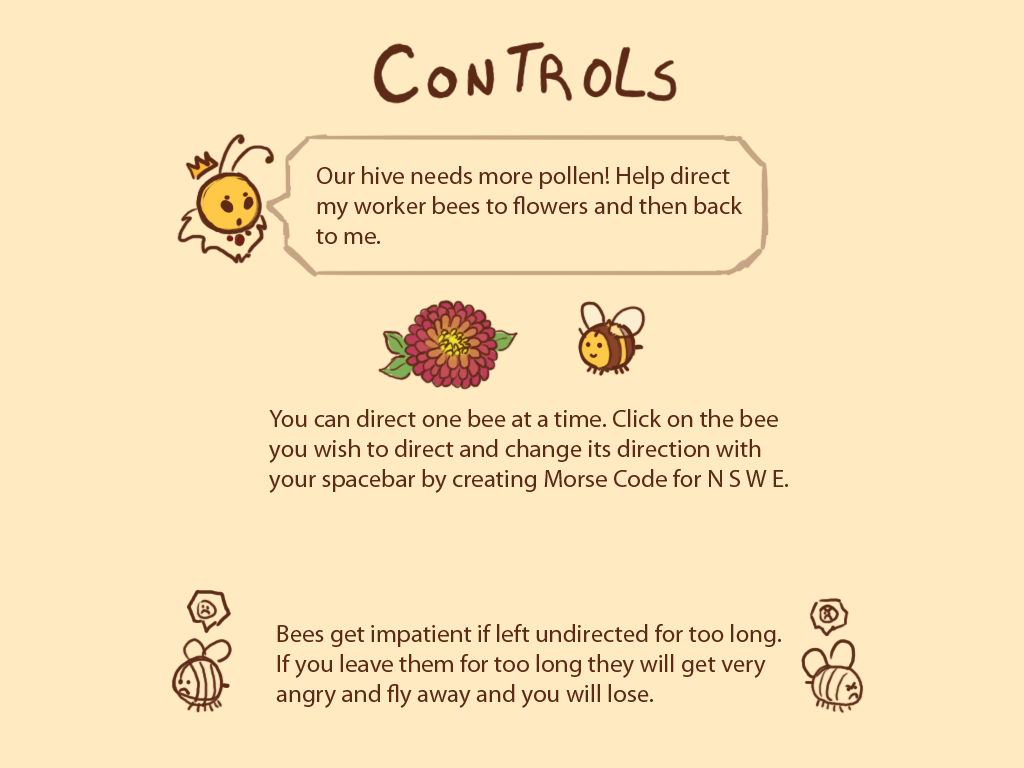 CONTROLS
Our hive needs more pollen! Help direct
my worker bees to flowers and then back
to me.
You can direct one bee at a time. Click on the bee
you wish to direct and change its direction with
your spacebar by creating Morse Code for N S W E.
Bees get impatient if left undirected for too long.
If you leave them for too long they will get very
angry and fly away and you will lose.